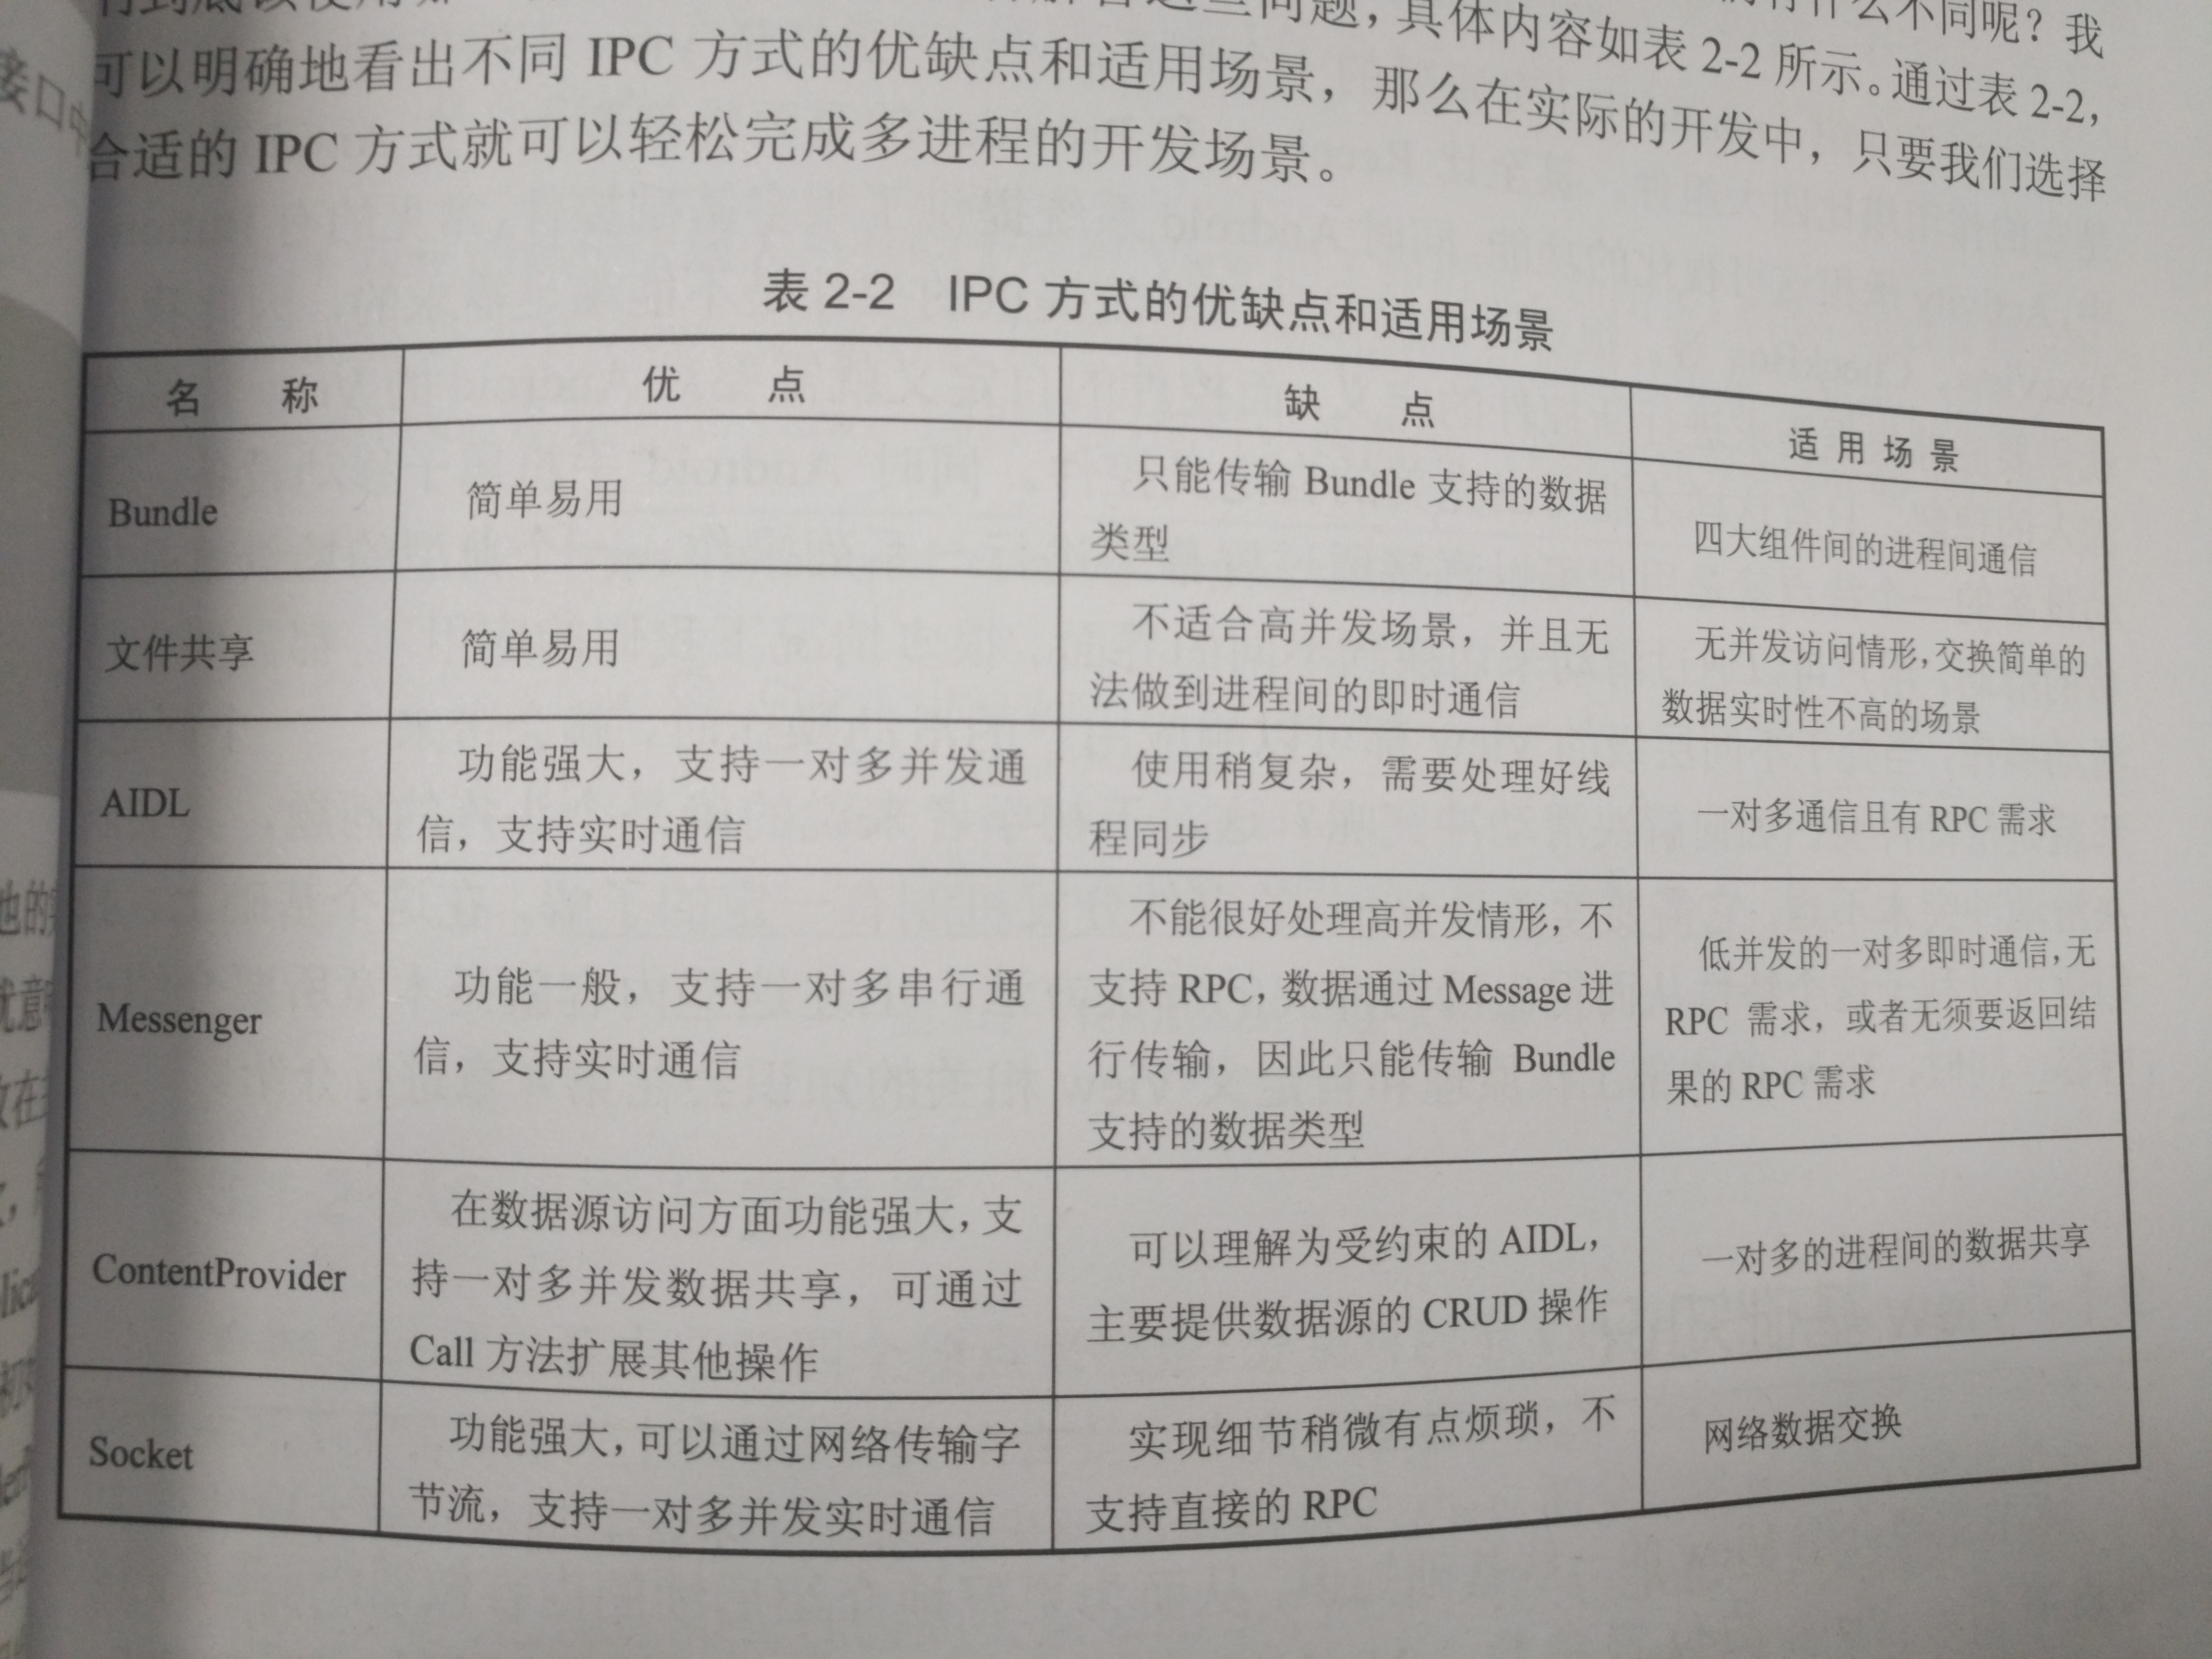 些问题，具体内容如表 2-2 所示。通过表 2-2，
有什么不同呢？我
可以明确地看出不同 IPC 方式的优缺点和适用场景，那么在实际的开发中，只要我们选择
合适的 IPC 方式就可以轻松完成多进程的开发场景。
表 2-2 IPC 方式的优缺点和适用场景
名 称 优 点 缺 点 适用场景
Bundle
简单易用
只能传输 Bundle 支持的数据
类型
四大组件间的进程间通信
文件共享
简单易用
不适合高并发场景，并且无
法做到进程间的即时通信
无并发访问情形，交换简单的
数据实时性不高的场景
AIDL
功能强大，支持一对多并发通
信，支持实时通信
使用稍复杂，需要处理好线
程同步
一对多通信且有 RPC 需求
Messenger
功能一般，支持一对多串行通
信，支持实时通信
不能很好处理高并发情形，不
支持 RPC，数据通过 Message 进
行传输，因此只能传输 Bundle
支持的数据类型
低并发的一对多即时通信，无
RPC 需求，或者无须要返回结
果的 RPC 需求
ContentProvider
在数据源访问方面功能强大，支
持一对多并发数据共享，可通过
Call 方法扩展其他操作
可以理解为受约束的 AIDL，
主要提供数据源的 CRUD 操作
一对多的进程间的数据共享
Socket
功能强大，可以通过网络传输字
节流，支持一对多并发实时通信
实现细节稍微有点烦琐，不
支持直接的 RPC
网络数据交换